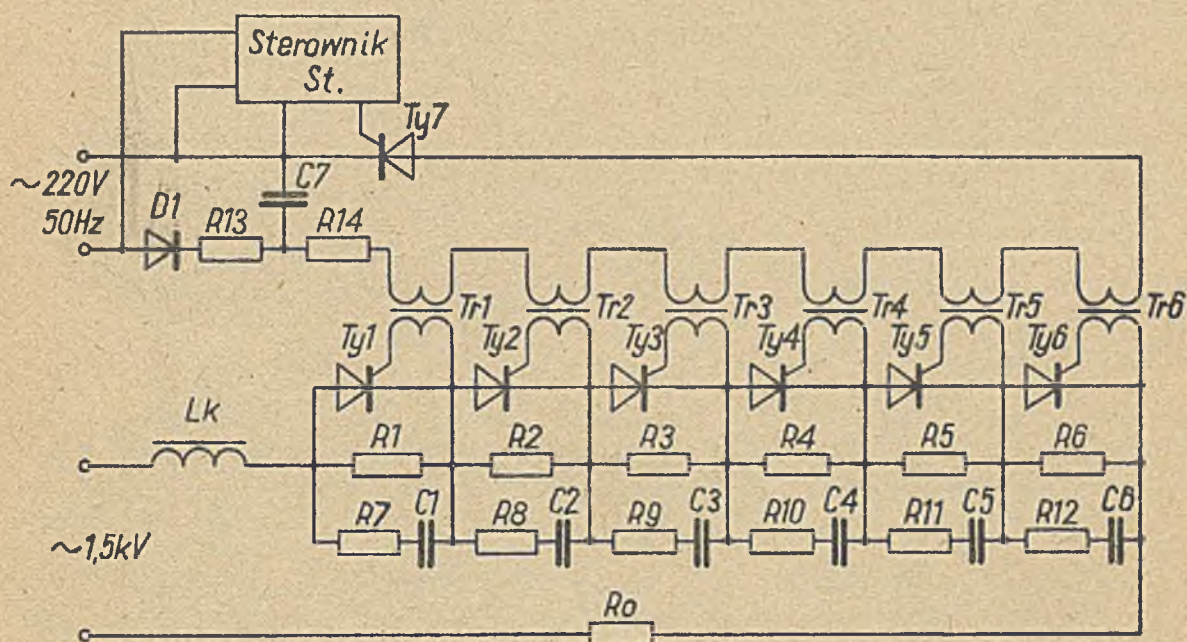 Sterownik
St.
Ty7
~220V
50Hz
C7
D1
R13
R14
Tr1
Tr2
Tr3
Tr4
Tr5
Tr6
Ty1
Ty2
Ty3
Ty4
Ty5
Ty6
Lk
R1
R2
R3
R4
R5
R6
R7
C1
R8
C2
R9
C3
R10
C4
R11
C5
R12
C6
~1,5kV
Ro